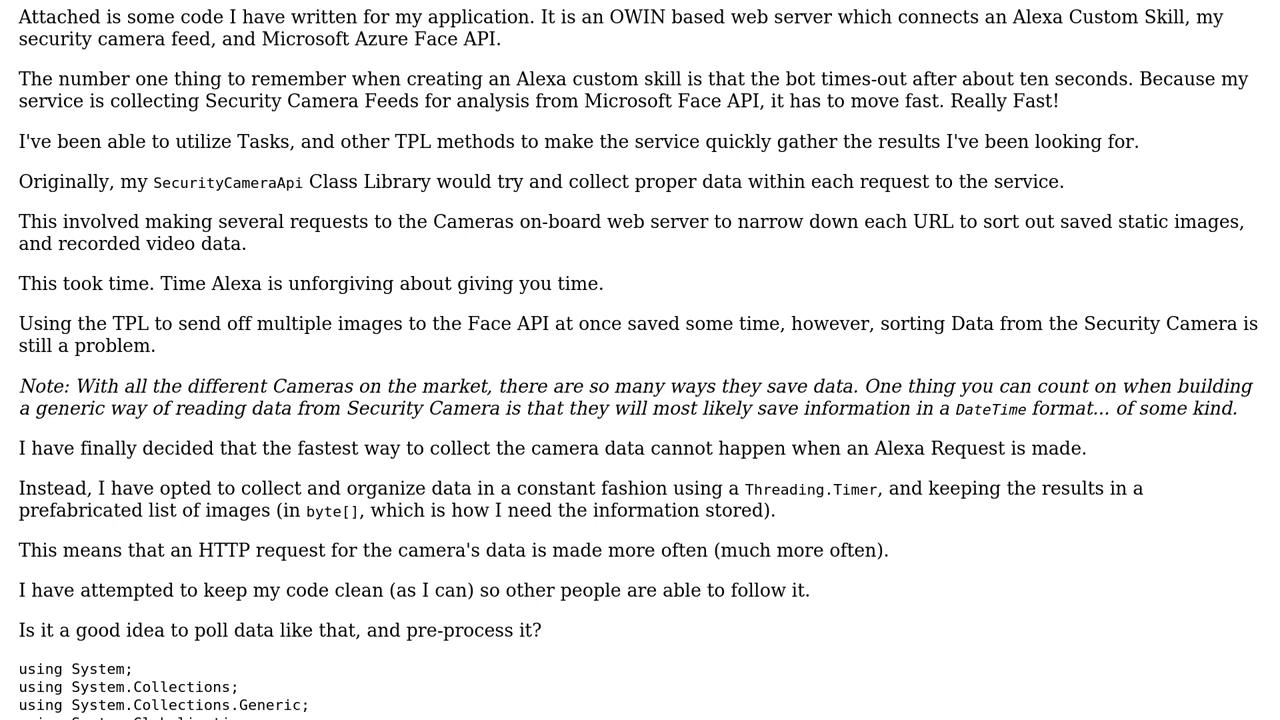 Attached is some code I have written for my application. It is an OWIN based web server which connects an Alexa Custom Skill, my
security camera feed, and Microsoft Azure Face API.
The number one thing to remember when creating an Alexa custom skill is that the bot times-out after about ten seconds. Because my
service is collecting Security Camera Feeds for analysis from Microsoft Face API, it has to move fast. Really Fast!
I've been able to utilize Tasks, and other TPL methods to make the service quickly gather the results I've been looking for.
Originally, my SecurityCameraApi Class Library would try and collect proper data within each request to the service.
This involved making several requests to the Cameras on-board web server to narrow down each URL to sort out saved static images,
and recorded video data.
This took time. Time Alexa is unforgiving about giving you time.
Using the TPL to send off multiple images to the Face API at once saved some time, however, sorting Data from the Security Camera is
still a problem.
Note: With all the different Cameras on the market, there are so many ways they save data. One thing you can count on when building
a generic way of reading data from Security Camera is that they will most likely save information in a DateTime format... of some kind.
I have finally decided that the fastest way to collect the camera data cannot happen when an Alexa Request is made.
Instead, I have opted to collect and organize data in a constant fashion using a Threading.Timer, and keeping the results in a
prefabricated list of images (in byte[], which is how I need the information stored).
This means that an HTTP request for the camera's data is made more often (much more often).
I have attempted to keep my code clean (as I can) so other people are able to follow it.
Is it a good idea to poll data like that, and pre-process it?
using System;
using System.Collections;
using System.Collections.Generic;